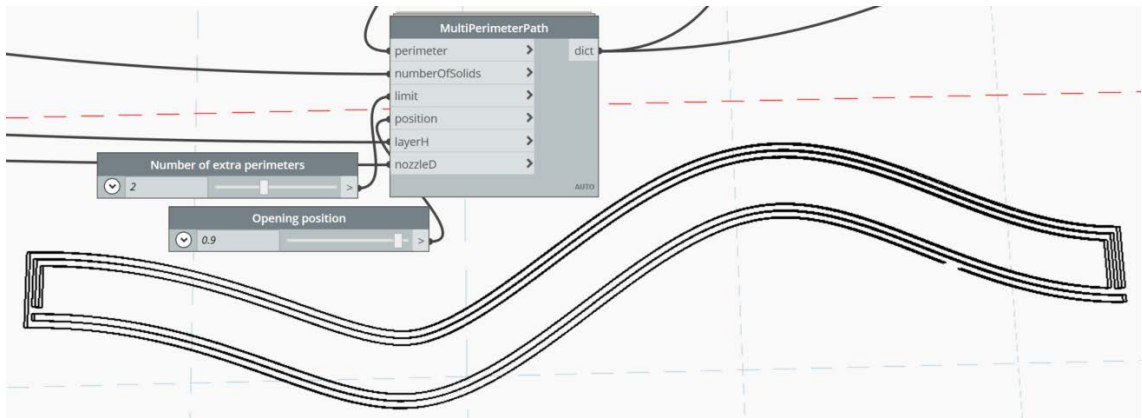 MultiPerimeterPath
perimeter > dict
numberOfSolids >
limit >
position >
layerH >
nozzleD >
AUTO
Number of extra perimeters
2 >
Opening position
0.9 >